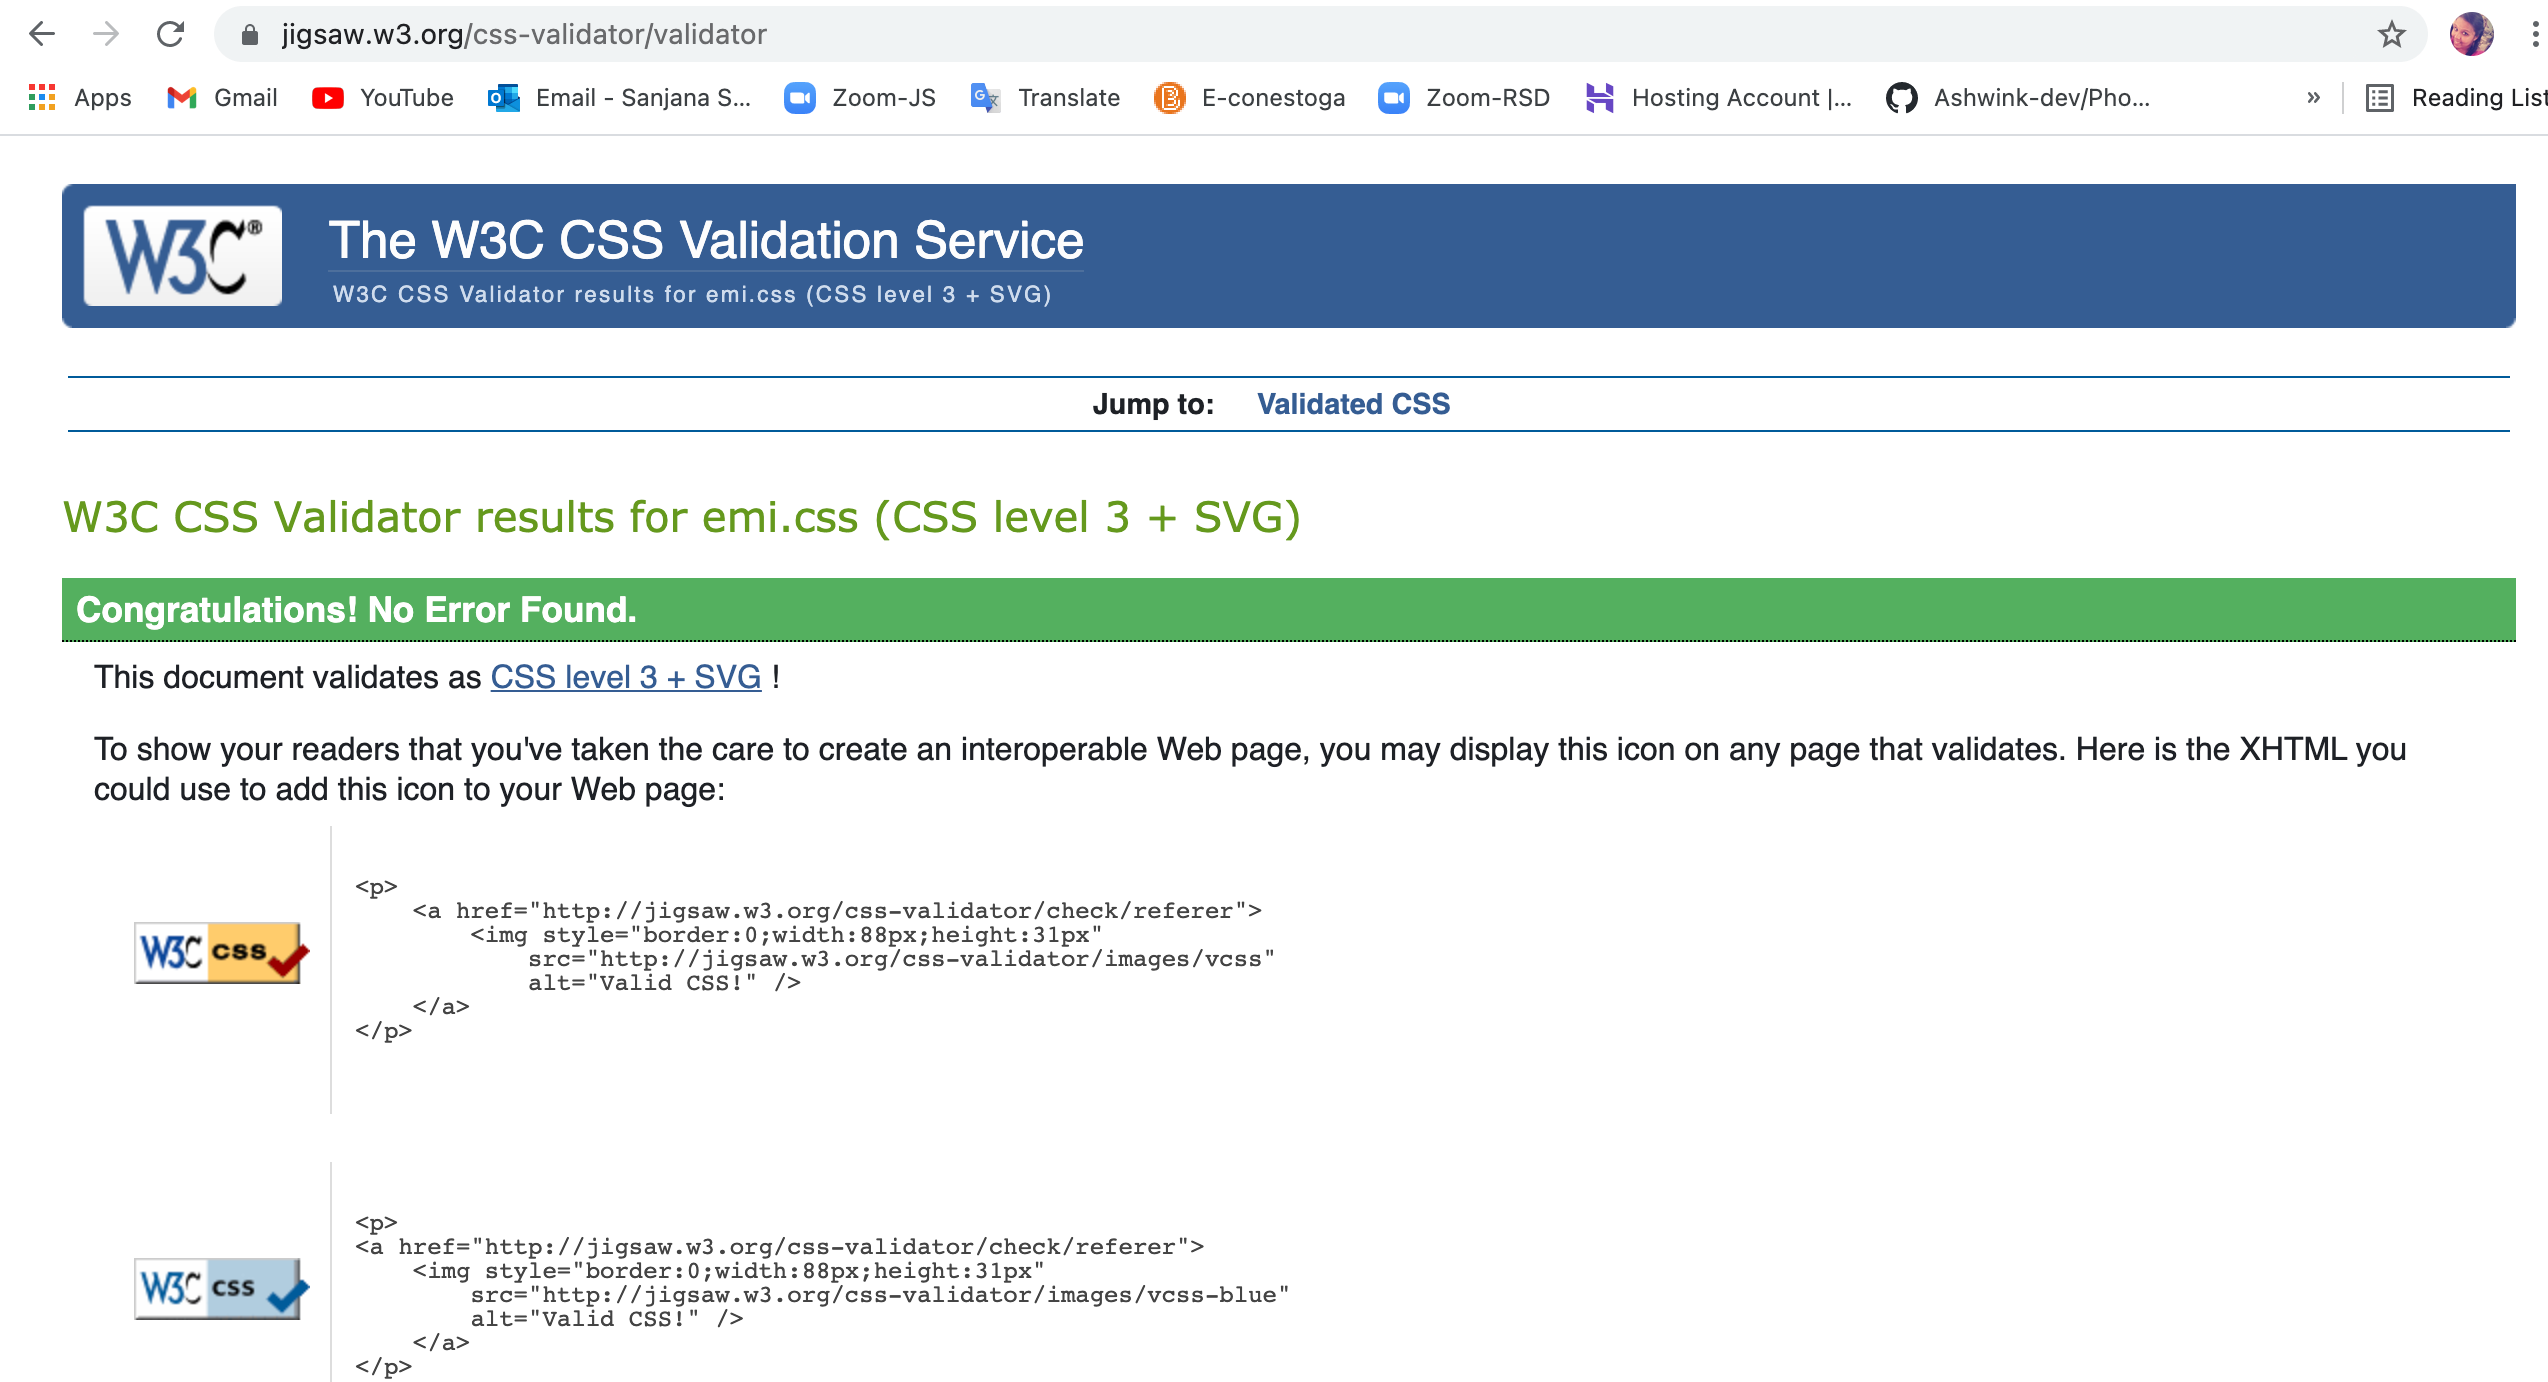 jigsaw.w3.org/css-validator/validator
Apps Gmail YouTube Email - Sanjana S... Zoom-JS Translate E-conestoga Zoom-RSD Hosting Account |... Ashwink-dev/Pho... » Reading List
W3C®
The W3C CSS Validation Service
W3C CSS Validator results for emi.css (CSS level 3 + SVG)
Jump to: Validated CSS
W3C CSS Validator results for emi.css (CSS level 3 + SVG)
Congratulations! No Error Found.
This document validates as CSS level 3 + SVG !
To show your readers that you've taken the care to create an interoperable Web page, you may display this icon on any page that validates. Here is the XHTML you
could use to add this icon to your Web page:
W3C css
<p>
<a href="http://jigsaw.w3.org/css-validator/check/referer">
<img style="border:0;width:88px;height:31px"
src="http://jigsaw.w3.org/css-validator/images/vcss"
alt="Valid CSS!" />
</a>
</p>
W3C css
<p>
<a href="http://jigsaw.w3.org/css-validator/check/referer">
<img style="border:0;width:88px;height:31px"
src="http://jigsaw.w3.org/css-validator/images/vcss-blue"
alt="Valid CSS!" />
</a>
</p>